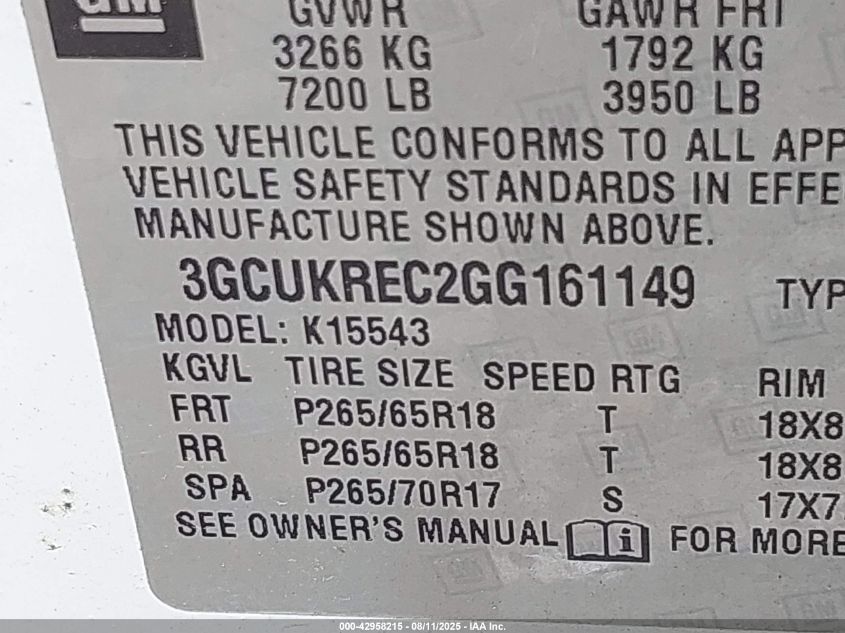 GM
GVWR GAWR FRT
3266 KG 1792 KG
7200 LB 3950 LB
THIS VEHICLE CONFORMS TO ALL APP
VEHICLE SAFETY STANDARDS IN EFFE
MANUFACTURE SHOWN ABOVE.
3GCUKREC2GG161149 TYP
MODEL: K15543
KGVL TIRE SIZE SPEED RTG RIM
FRT P265/65R18 T 18X8
RR P265/65R18 T 18X8
SPA P265/70R17 S 17X7
SEE OWNER'S MANUAL i FOR MORE
000-42958215 - 08/11/2025 - IAA Inc.